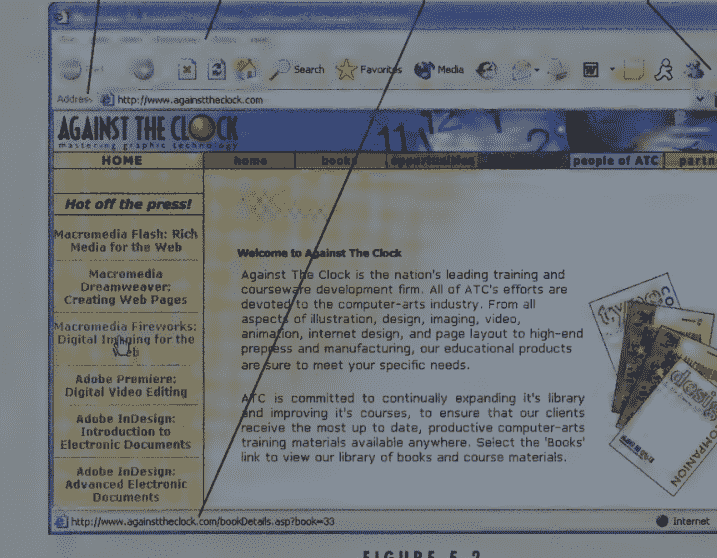 Search Favorites Media
Address http://www.againsttheclock.com
AGAINST THE CLOCK
mastering graphic technology
HOME home books opportunities people of ATC partn
Hot off the press!
Macromedia Flash: Rich
Media for the Web
Macromedia
Dreamweaver:
Creating Web Pages
Macromedia Fireworks:
Digital Imaging for the
Web
Adobe Premiere:
Digital Video Editing
Adobe InDesign:
Introduction to
Electronic Documents
Adobe InDesign:
Advanced Electronic
Documents
Welcome to Against The Clock
Against The Clock is the nation's leading training and
courseware development firm. All of ATC's efforts are
devoted to the computer-arts industry. From all
aspects of illustration, design, imaging, video,
animation, internet design, and page layout to high-end
prepress and manufacturing, our educational products
are sure to meet your specific needs.
ATC is committed to continually expanding it's library
and improving it's courses, to ensure that our clients
receive the most up to date, productive computer-arts
training materials available anywhere. Select the 'Books'
link to view our library of books and course materials.
design
COMPANION
http://www.againsttheclock.com/bookDetails.asp?book=33
Internet
FIGURE 5.2